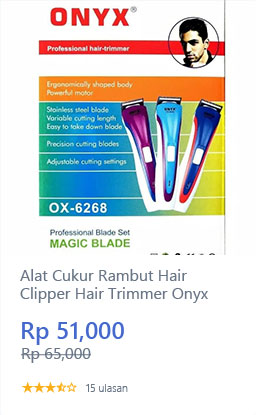 ONYX®
Professional hair-trimmer
Ergonomically shaped body
Powerful motor
Stainless steel blade
Variable cutting length
Easy to take down blade
Precision cutting blades
Adjustable cutting settings
OX-6268
Professional Blade Set
MAGIC BLADE
Alat Cukur Rambut Hair
Clipper Hair Trimmer Onyx
Rp 51,000
Rp 65,000
15 ulasan